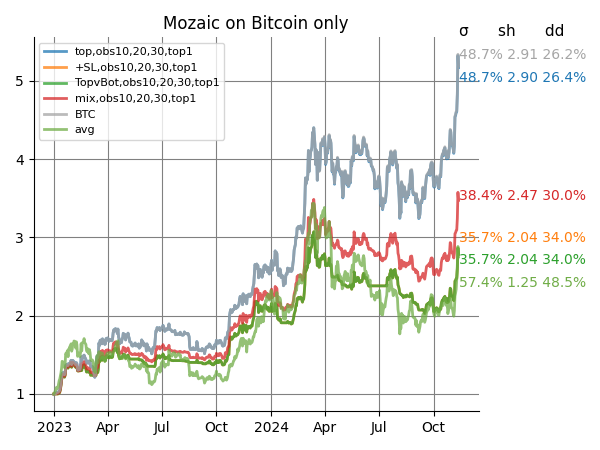 Mozaic on Bitcoin only
σ sh dd
top,obs10,20,30,top1
+SL,obs10,20,30,top1
TopvBot,obs10,20,30,top1
mix,obs10,20,30,top1
BTC
avg
48.7% 2.91 26.2%
48.7% 2.90 26.4%
38.4% 2.47 30.0%
35.7% 2.04 34.0%
35.7% 2.04 34.0%
57.4% 1.25 48.5%
5
4
3
2
1
2023 Apr Jul Oct 2024 Apr Jul Oct